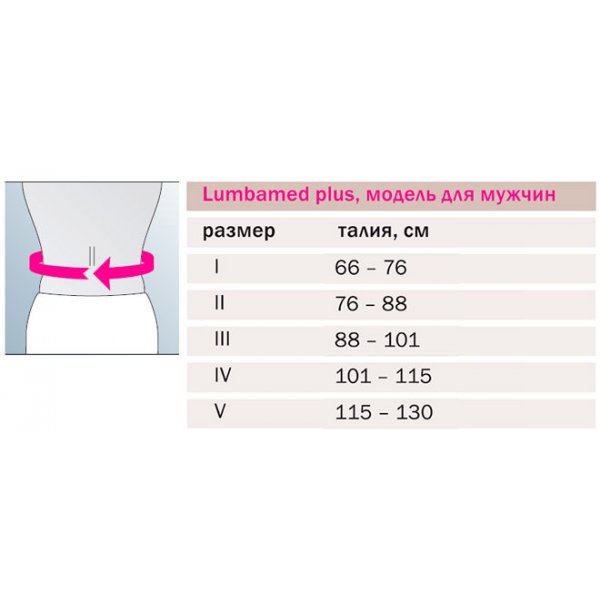 Lumbamed plus, модель для мужчин
размер талия, см
I 66 – 76
II 76 – 88
III 88 – 101
IV 101 – 115
V 115 – 130